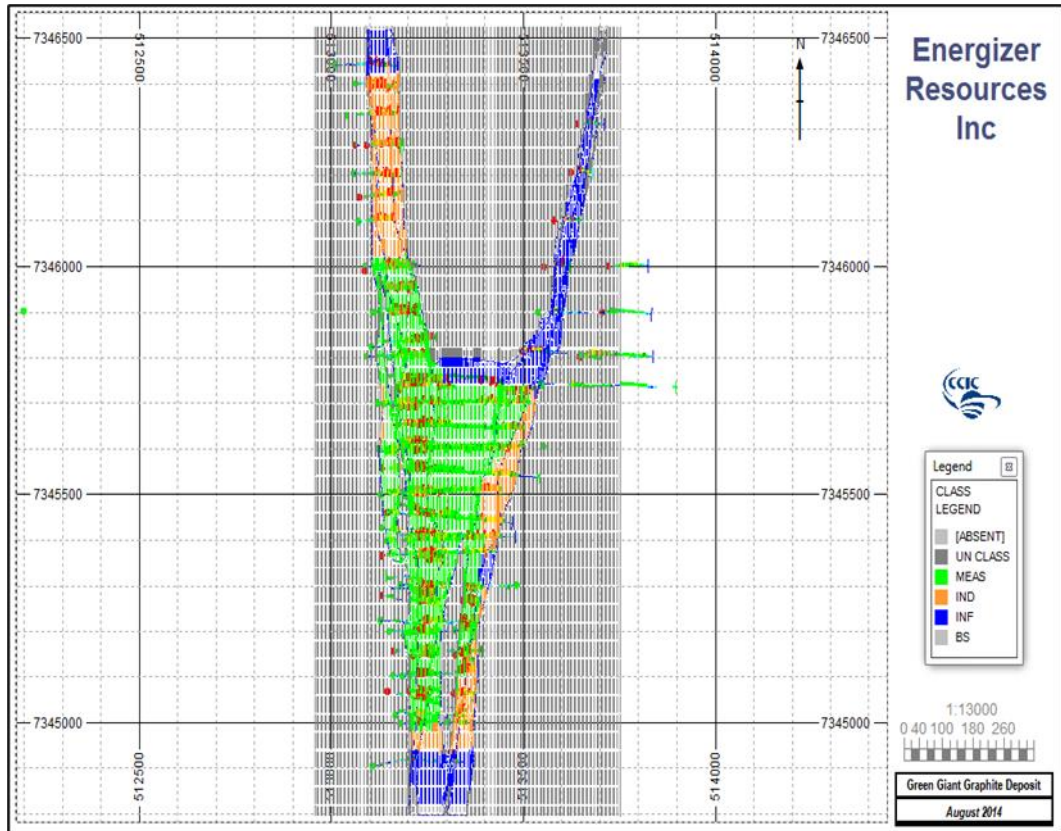 7346500
7346500
512500
513000
513500
514000
N
Energizer
Resources
Inc
7346000
7346000
CCIC
Legend
CLASS
LEGEND
[ABSENT]
UN CLASS
MEAS
IND
INF
BS
7345500
7345500
7345000
7345000
1:13000
0 40 100 180 260
512500
513500
514000
Green Giant Graphite Deposit
August 2014